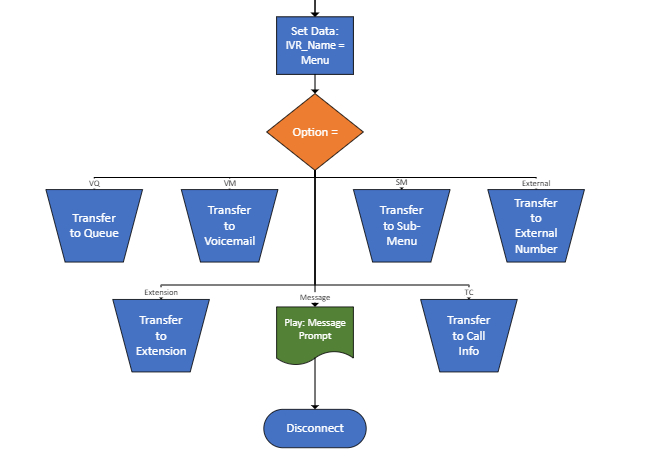 Set Data:
IVR_Name =
Menu
Option =
VQ
VM
SM
External
Transfer
to Queue
Transfer
to
Voicemail
Transfer
to Sub-
Menu
Transfer
to
External
Number
Extension
Message
TC
Transfer
to
Extension
Play: Message
Prompt
Transfer
to Call
Info
Disconnect